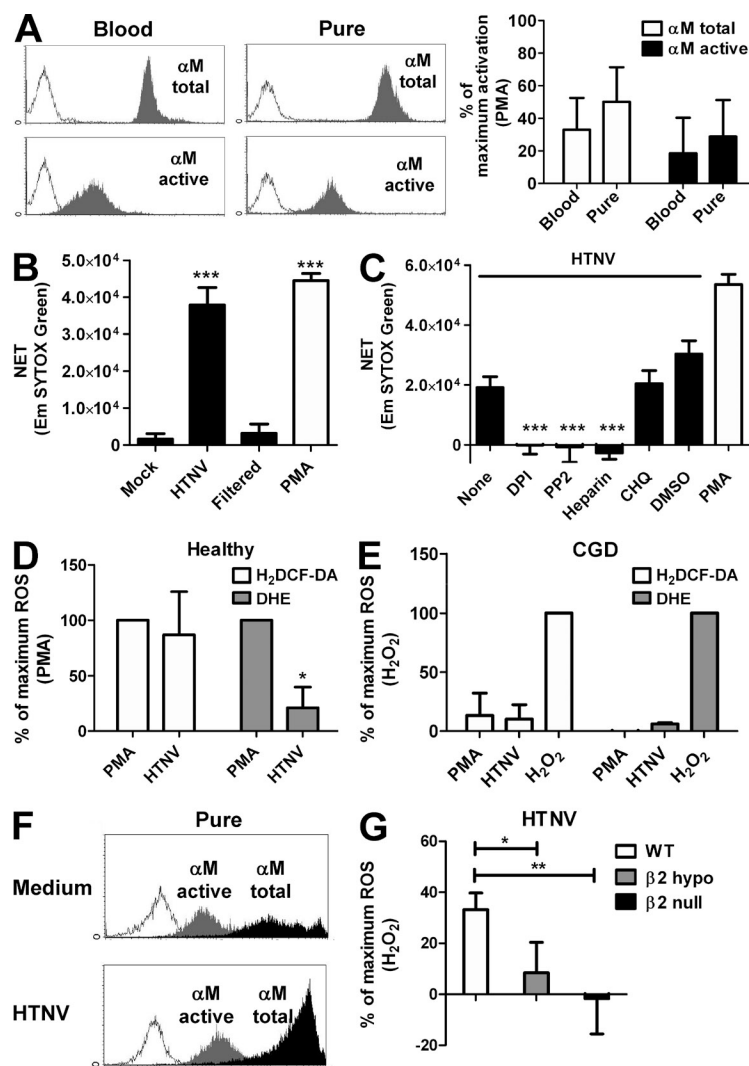 A
Blood
Pure
αM total
αM total
αM active
αM active
0
0
0
0
% of maximum activation (PMA)
100
80
60
40
20
0
αM total
αM active
Blood
Pure
Blood
Pure
B
NET (Em SYTOX Green)
5.0×10⁴
4.0×10⁴
3.0×10⁴
2.0×10⁴
1.0×10⁴
0
***
***
Mock
HTNV
Filtered
PMA
C
HTNV
NET (Em SYTOX Green)
6.0×10⁴
4.0×10⁴
2.0×10⁴
0
*** *** ***
None
DPI
PP2
Heparin
CHQ
DMSO
PMA
D
Healthy
% of maximum ROS (PMA)
150
100
50
0
H₂DCF-DA
DHE
*
PMA
HTNV
PMA
HTNV
E
CGD
% of maximum ROS (H₂O₂)
150
100
50
0
H₂DCF-DA
DHE
PMA
HTNV
H₂O₂
PMA
HTNV
H₂O₂
F
Pure
Medium
αM active
αM total
0
HTNV
αM active
αM total
0
G
HTNV
% of maximum ROS (H₂O₂)
60
40
20
0
-20
*
**
WT
β2 hypo
β2 null